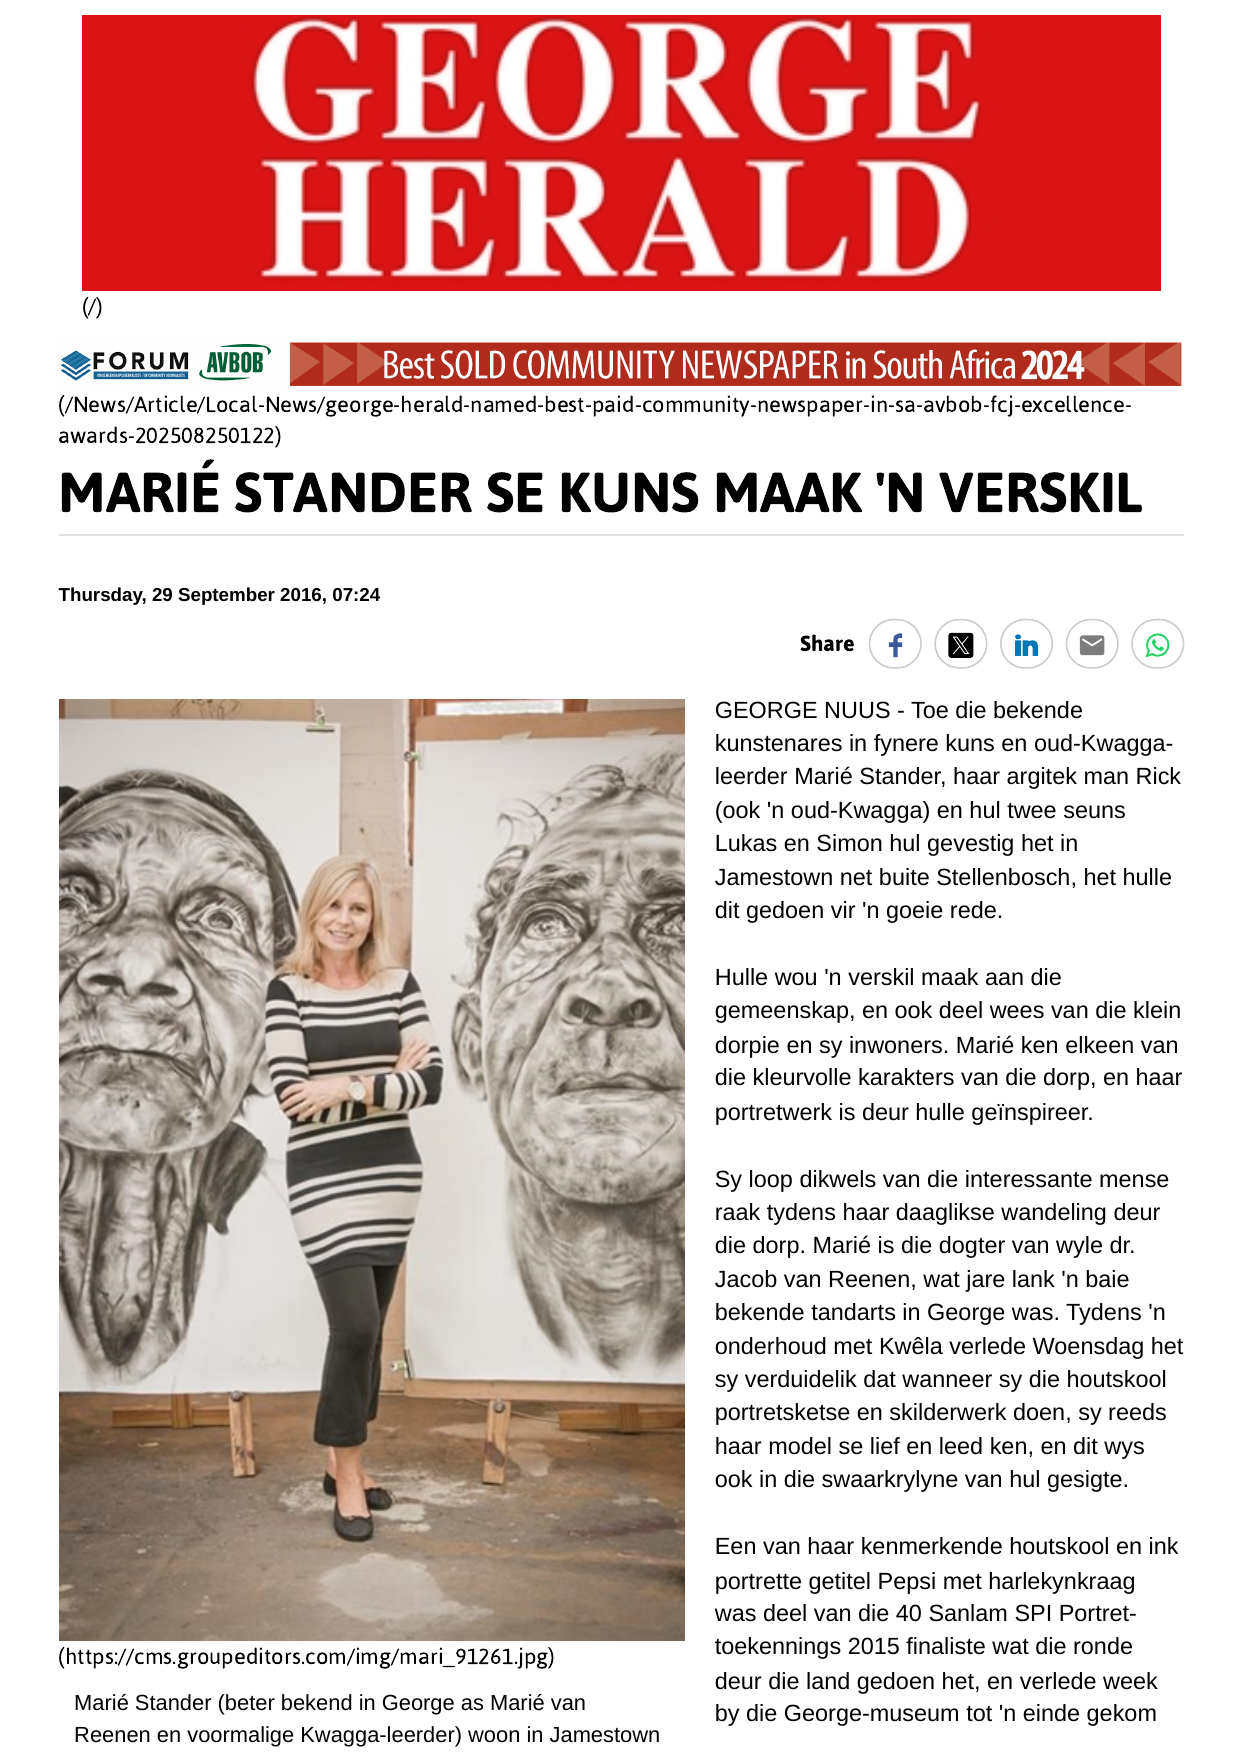 GEORGE
HERALD
(/)
FORUM AVBOB Best SOLD COMMUNITY NEWSPAPER in South Africa 2024
(/News/Article/Local-News/george-herald-named-best-paid-community-newspaper-in-sa-avbob-fcj-excellence-
awards-202508250122)
MARIÉ STANDER SE KUNS MAAK 'N VERSKIL
Thursday, 29 September 2016, 07:24
Share
GEORGE NUUS - Toe die bekende
kunstenares in fynere kuns en oud-Kwagga-
leerder Marié Stander, haar argitek man Rick
(ook 'n oud-Kwagga) en hul twee seuns
Lukas en Simon hul gevestig het in
Jamestown net buite Stellenbosch, het hulle
dit gedoen vir 'n goeie rede.
Hulle wou 'n verskil maak aan die
gemeenskap, en ook deel wees van die klein
dorpie en sy inwoners. Marié ken elkeen van
die kleurvolle karakters van die dorp, en haar
portretwerk is deur hulle geïnspireer.
Sy loop dikwels van die interessante mense
raak tydens haar daaglikse wandeling deur
die dorp. Marié is die dogter van wyle dr.
Jacob van Reenen, wat jare lank 'n baie
bekende tandarts in George was. Tydens 'n
onderhoud met Kwêla verlede Woensdag het
sy verduidelik dat wanneer sy die houtskool
portretsketse en skilderwerk doen, sy reeds
haar model se lief en leed ken, en dit wys
ook in die swaarkrylyne van hul gesigte.
Een van haar kenmerkende houtskool en ink
portrette getitel Pepsi met harlekynkraag
was deel van die 40 Sanlam SPI Portret-
toekennings 2015 finaliste wat die ronde
deur die land gedoen het, en verlede week
by die George-museum tot 'n einde gekom
(https://cms.groupeditors.com/img/mari_91261.jpg)
Marié Stander (beter bekend in George as Marié van
Reenen en voormalige Kwagga-leerder) woon in Jamestown